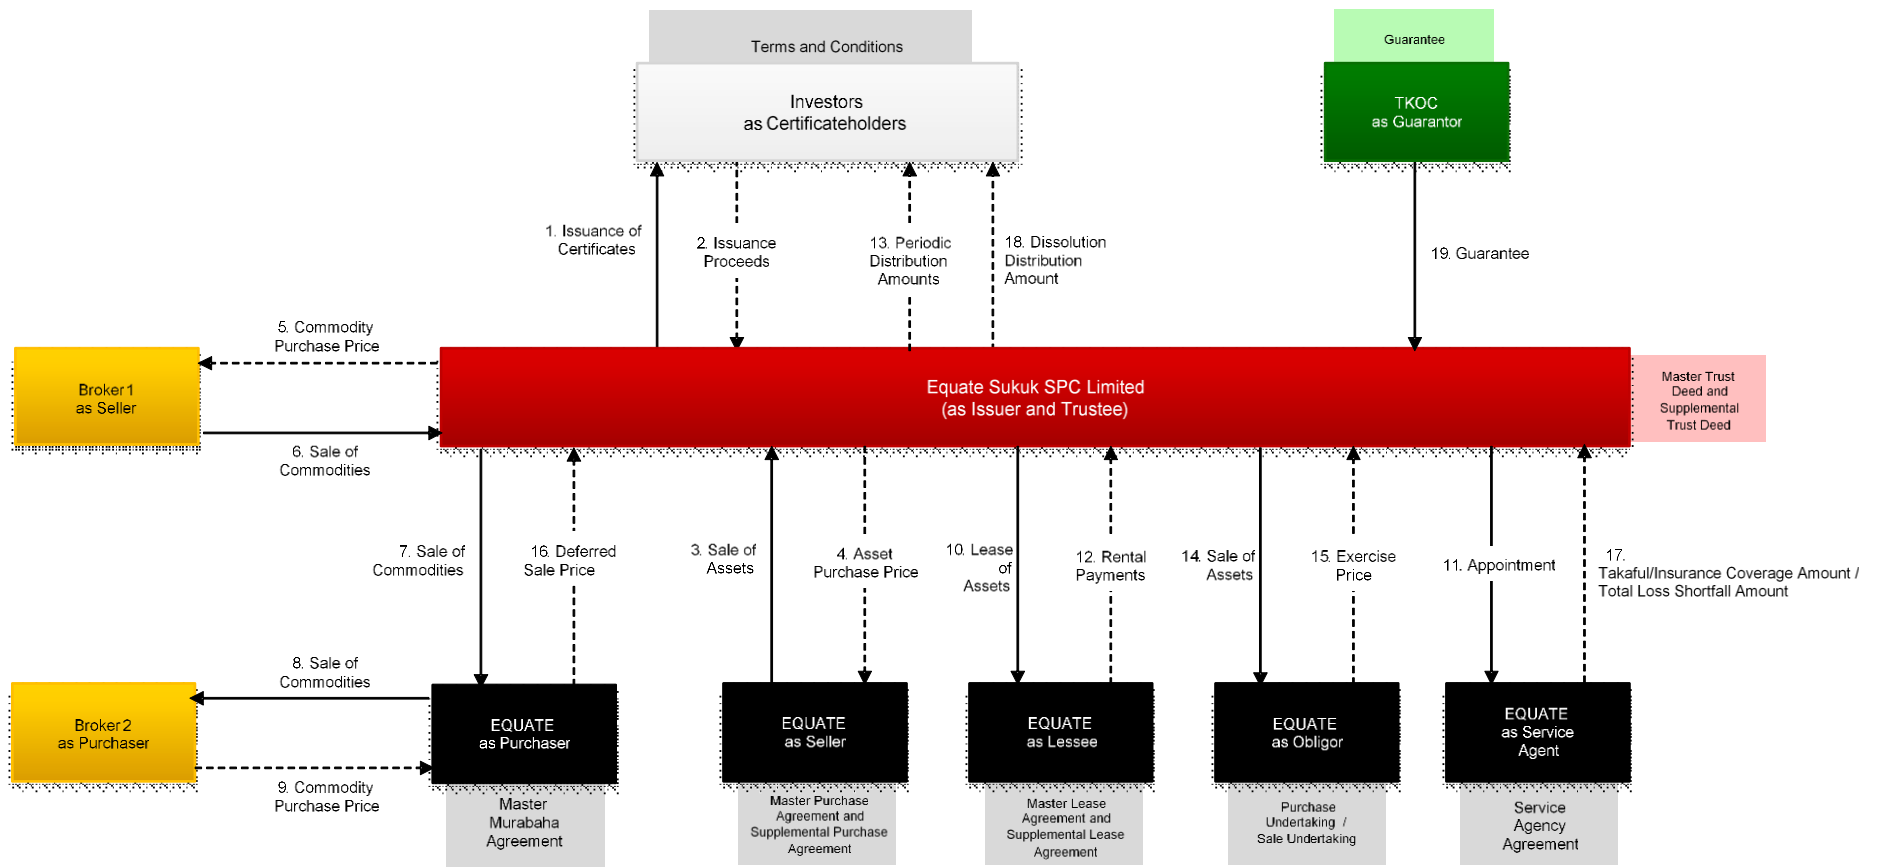 Terms and Conditions
Guarantee
Investors
as Certificateholders
TKOC
as Guarantor
1. Issuance of
Certificates
2. Issuance
Proceeds
13. Periodic
Distribution
Amounts
18. Dissolution
Distribution
Amount
19. Guarantee
5. Commodity
Purchase Price
Broker 1
as Seller
Equate Sukuk SPC Limited
(as Issuer and Trustee)
Master Trust
Deed and
Supplemental
Trust Deed
6. Sale of
Commodities
7. Sale of
Commodities
16. Deferred
Sale Price
3. Sale of
Assets
4. Asset
Purchase Price
10. Lease
of
Assets
12. Rental
Payments
14. Sale of
Assets
15. Exercise
Price
11. Appointment
17.
Takaful/Insurance Coverage Amount /
Total Loss Shortfall Amount
8. Sale of
Commodities
Broker 2
as Purchaser
EQUATE
as Purchaser
EQUATE
as Seller
EQUATE
as Lessee
EQUATE
as Obligor
EQUATE
as Service
Agent
9. Commodity
Purchase Price
Master
Murabaha
Agreement
Master Purchase
Agreement and
Supplemental Purchase
Agreement
Master Lease
Agreement and
Supplemental Lease
Agreement
Purchase
Undertaking /
Sale Undertaking
Service
Agency
Agreement